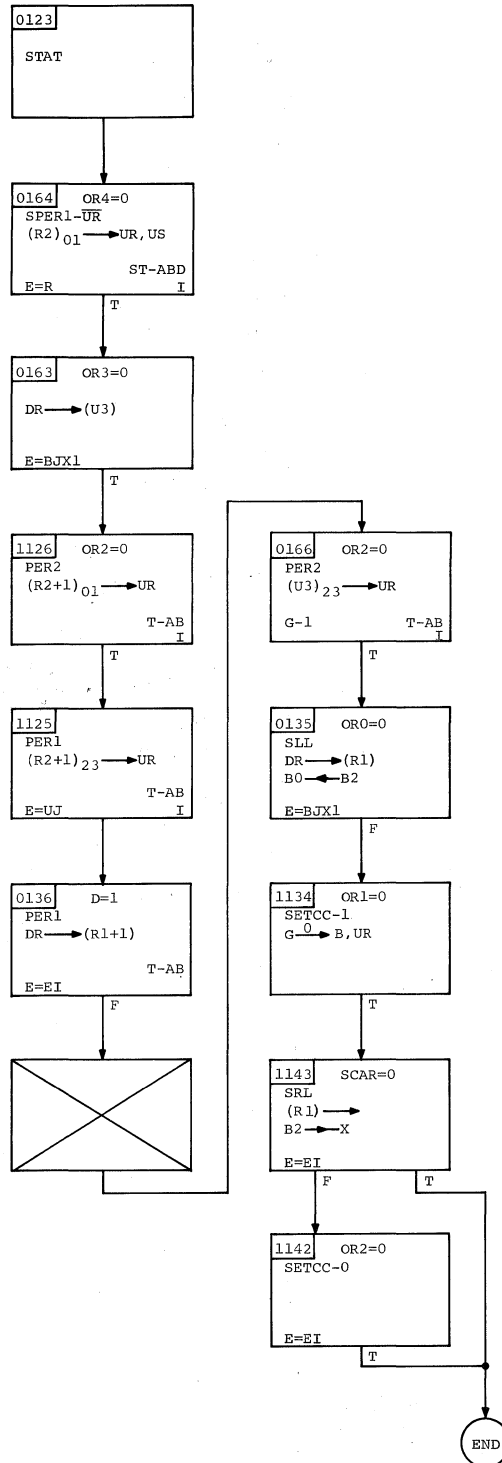 0123
STAT
0164 OR4=0
SPER1-U̅R̅
(R2)01 → UR,US
ST-ABD
E=R I
T
0163 OR3=0
DR → (U3)
E=BJX1
T
1126 OR2=0
PER2
(R2+1)01 → UR
T-AB
I
T
1125
PER1
(R2+1)23 → UR
T-AB
E=UJ I
0136 D=1
PER1
DR → (R1+1)
T-AB
E=EI
F
0166 OR2=0
PER2
(U3)23 → UR
G-1 T-AB
I
T
0135 OR0=0
SLL
DR → (R1)
B0 ← B2
E=BJX1
F
1134 OR1=0
SETCC-1
G 0→ B,UR
T
1143 SCAR=0
SRL
(R1) →
B2 → X
E=EI
F T
1142 OR2=0
SETCC-0
E=EI
T
END